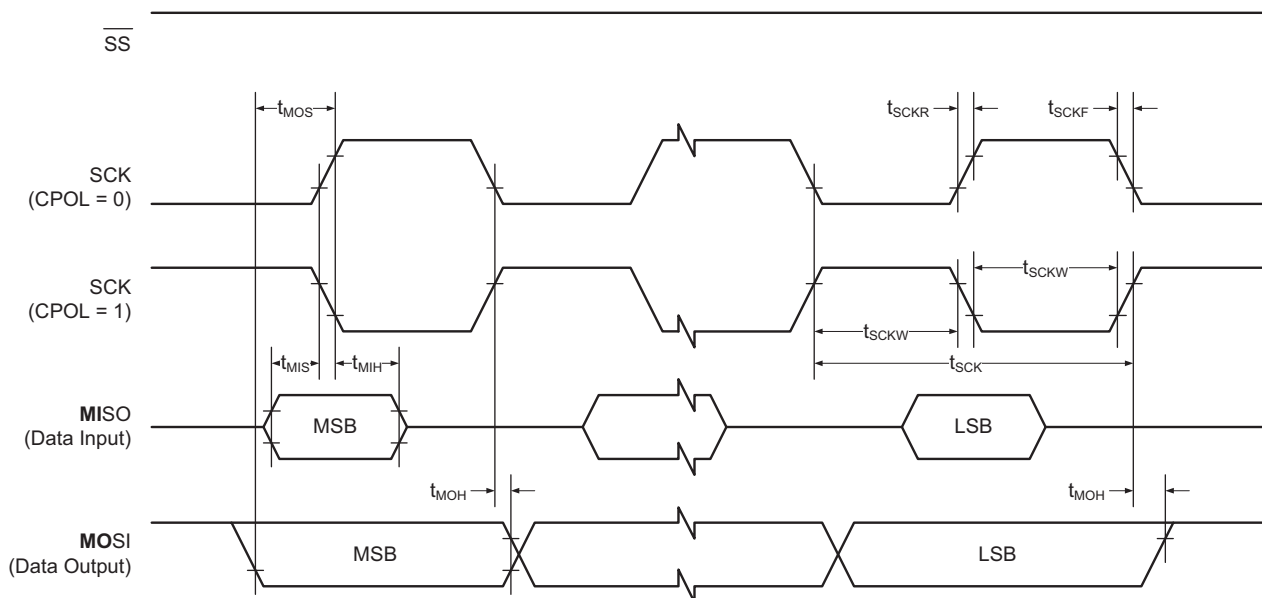 SS
tMOS
tSCKR
tSCKF
SCK
(CPOL = 0)
SCK
(CPOL = 1)
tSCKW
tSCKW
tSCK
tMIS
tMIH
MISO
(Data Input)
MSB
LSB
tMOH
tMOH
MOSI
(Data Output)
MSB
LSB